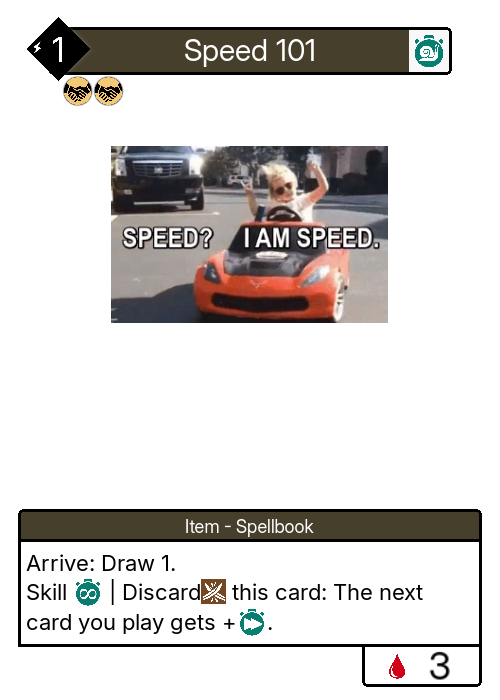 1
Speed 101
SPEED? I AM SPEED.
Item - Spellbook
Arrive: Draw 1.
Skill | Discard this card: The next
card you play gets + .
3